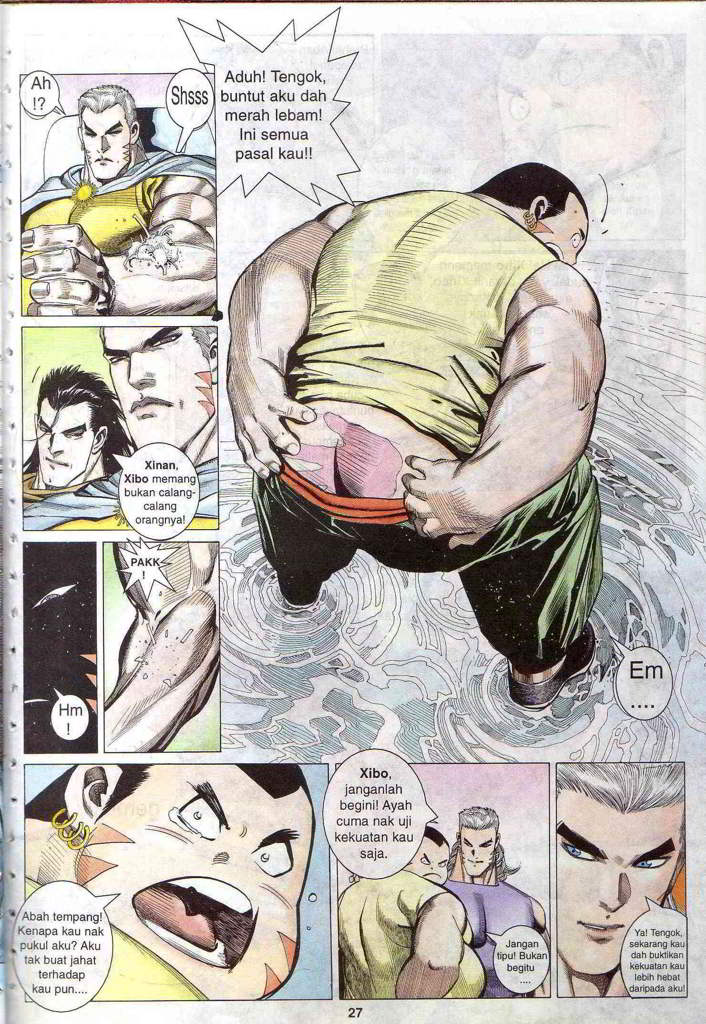 Ah
!?
Shsss
Aduh! Tengok,
buntut aku dah
merah lebam!
Ini semua
pasal kau!!
Xinan,
Xibo memang
bukan calang-
calang
orangnya!
Hm
!
PAKK
!
Em
....
Abah tempang!
Kenapa kau nak
pukul aku? Aku
tak buat jahat
terhadap
kau pun....
Xibo,
janganlah
begini! Ayah
cuma nak uji
kekuatan kau
saja.
Jangan
tipu! Bukan
begitu
....
Ya! Tengok,
sekarang kau
dah buktikan
kekuatan kau
lebih hebat
daripada aku!
27